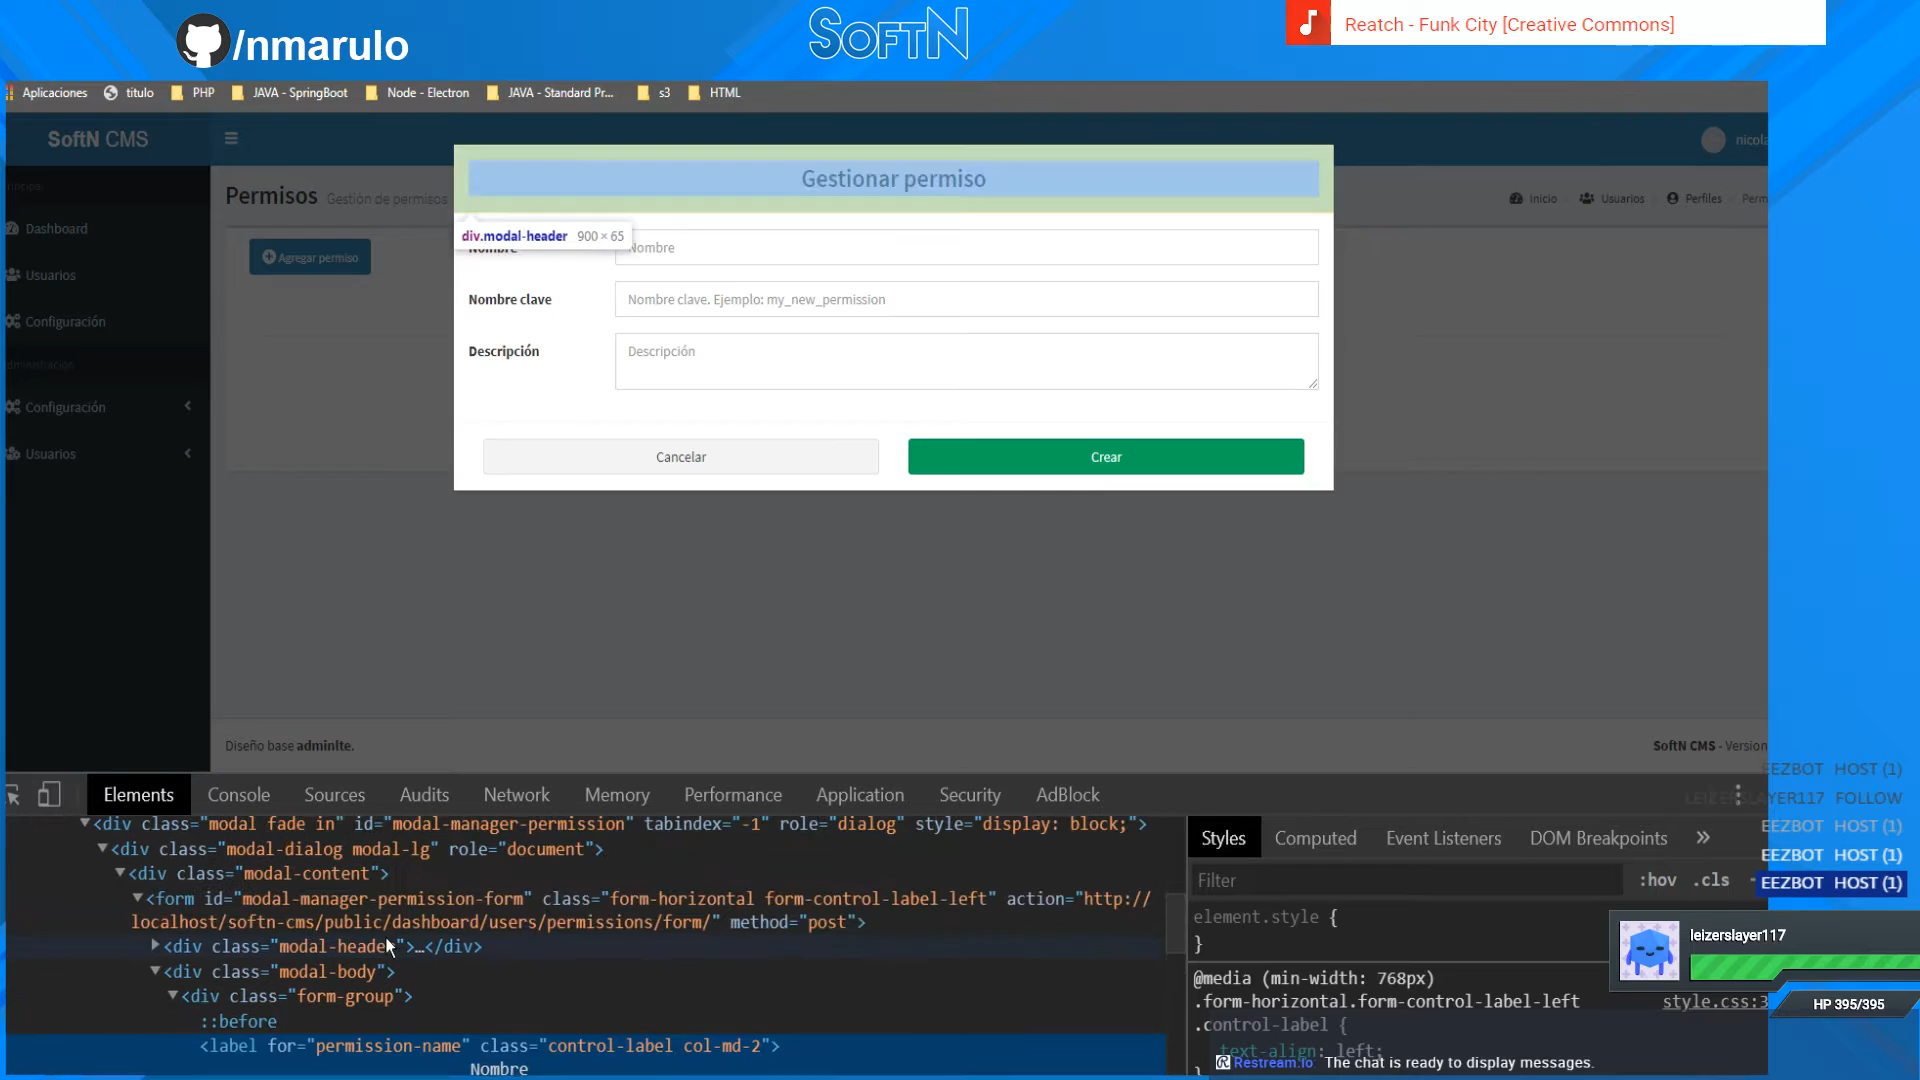 /nmarulo
SOFTN
Reatch - Funk City [Creative Commons]
Aplicaciones titulo PHP JAVA - SpringBoot Node - Electron JAVA - Standard Pr... s3 HTML
SoftN CMS
nicola
Gestionar permiso
Permisos Gestión de permisos
Inicio Usuarios Perfiles Perm
div.modal-header 900 × 65
Dashboard
Agregar permiso
Nombre Nombre
Usuarios
Nombre clave Nombre clave. Ejemplo: my_new_permission
Configuración
Descripción Descripción
Configuración
Usuarios
Cancelar Crear
Diseño base adminlte.
SoftN CMS - Version
EEZBOT HOST (1)
LEIZERSLAYER117 FOLLOW
EEZBOT HOST (1)
EEZBOT HOST (1)
EEZBOT HOST (1)
Elements Console Sources Audits Network Memory Performance Application Security AdBlock
<div class="modal fade in" id="modal-manager-permission" tabindex="-1" role="dialog" style="display: block;">
<div class="modal-dialog modal-lg" role="document">
<div class="modal-content">
<form id="modal-manager-permission-form" class="form-horizontal form-control-label-left" action="http://
localhost/softn-cms/public/dashboard/users/permissions/form/" method="post">
<div class="modal-header">…</div>
<div class="modal-body">
<div class="form-group">
::before
<label for="permission-name" class="control-label col-md-2">
Nombre
Styles Computed Event Listeners DOM Breakpoints »
Filter :hov .cls
element.style {
}
@media (min-width: 768px)
.form-horizontal.form-control-label-left style.css:3
.control-label {
text-align: left;
}
leizerslayer117
HP 395/395
Restream.io The chat is ready to display messages.